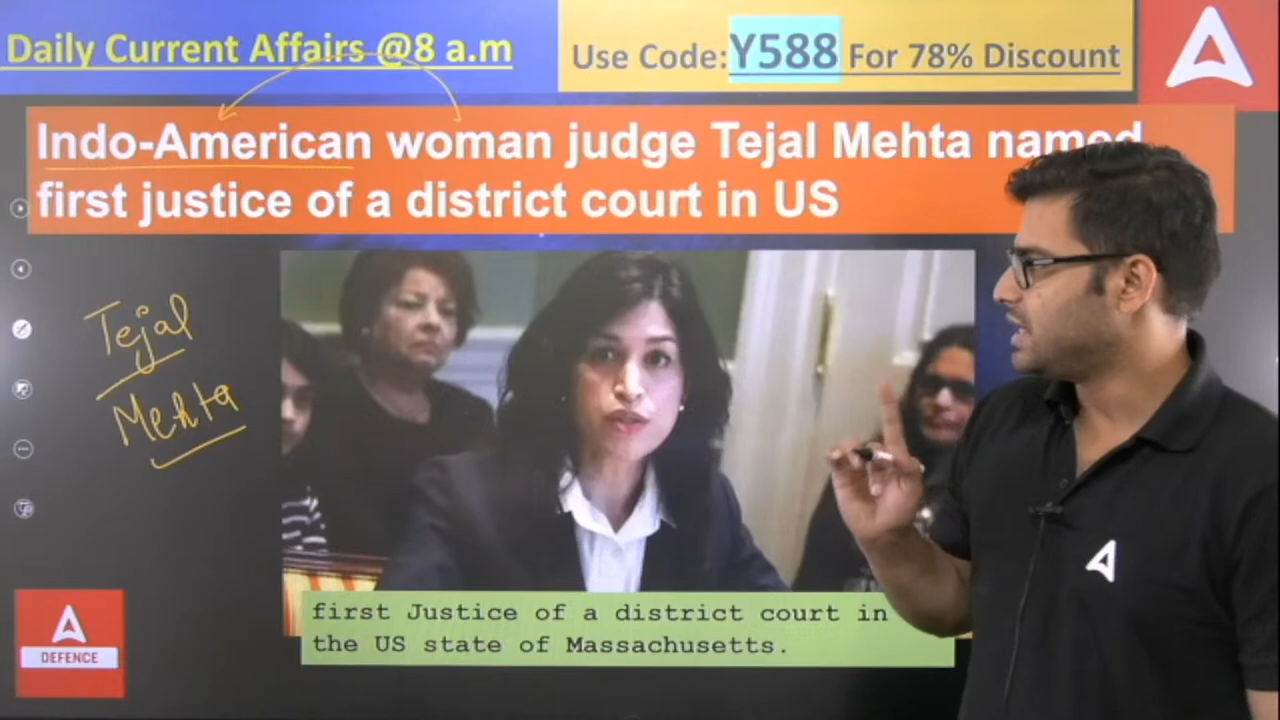 Daily Current Affairs @8 a.m
Use Code:Y588 For 78% Discount
Indo-American woman judge Tejal Mehta named
first justice of a district court in US
Tejal
Mehta
first Justice of a district court in
the US state of Massachusetts.
DEFENCE